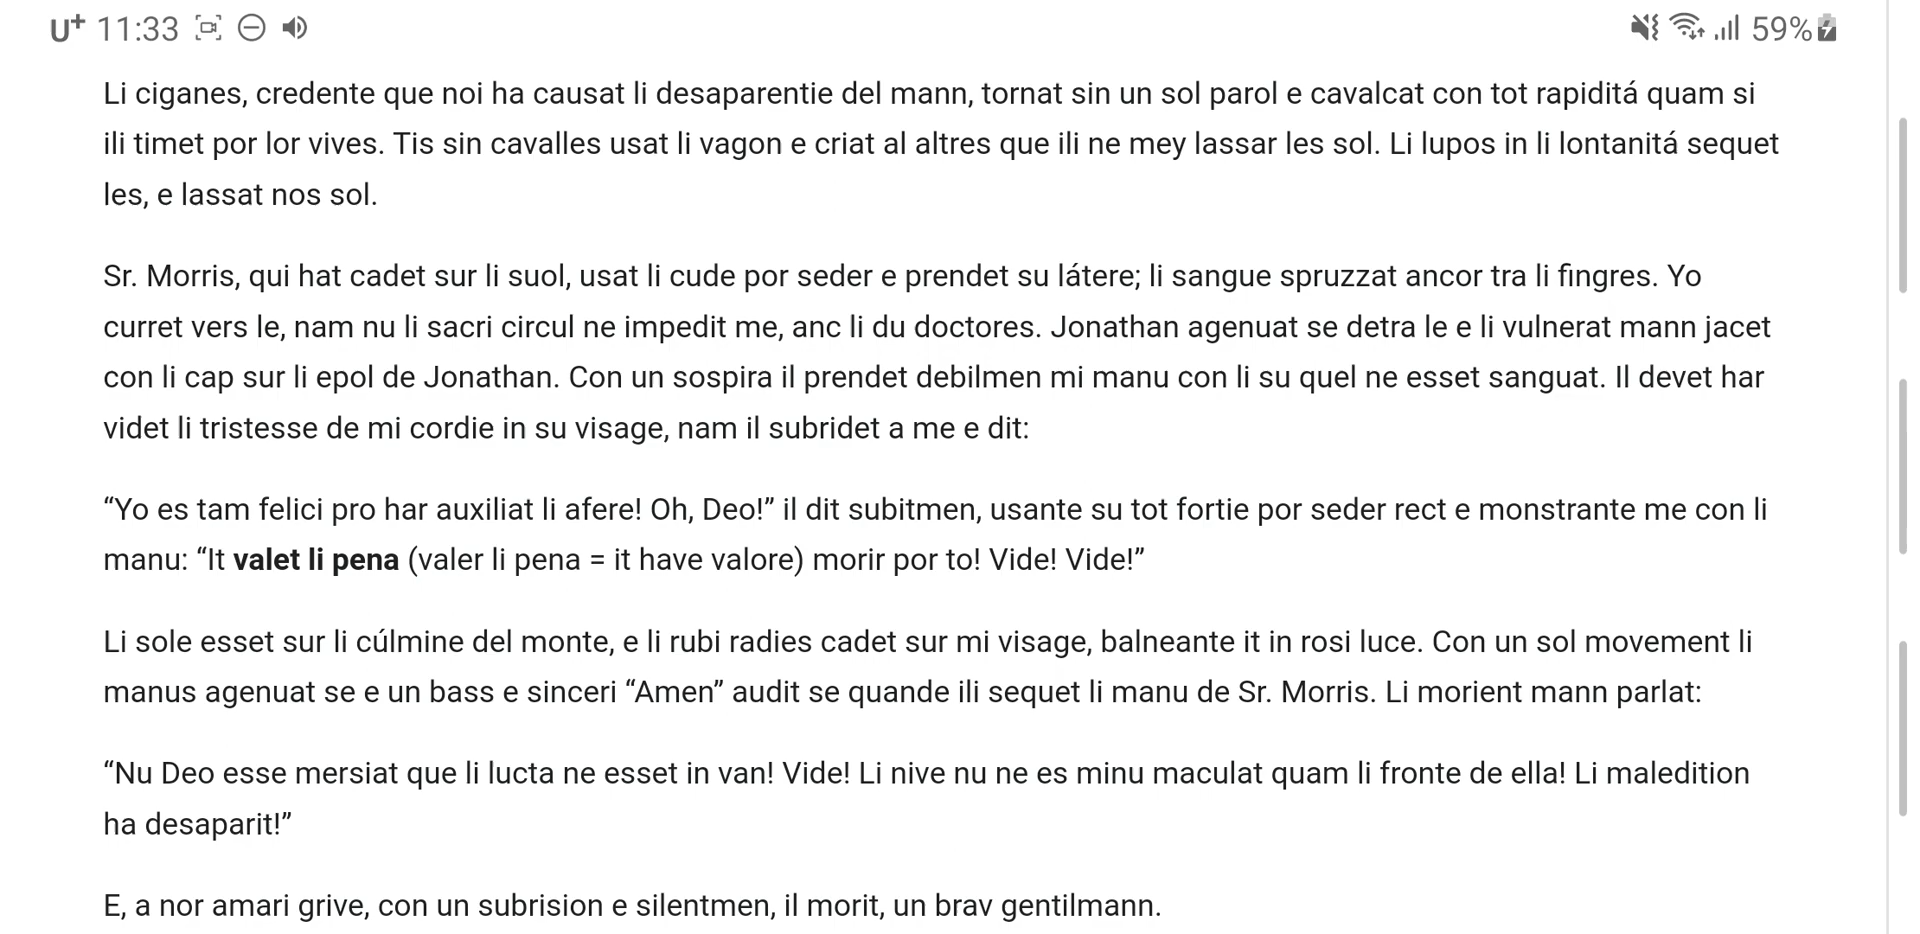 U+ 11:33 59%
Li ciganes, credente que noi ha causat li desaparentie del mann, tornat sin un sol parol e cavalcat con tot rapiditá quam si
ili timet por lor vives. Tis sin cavalles usat li vagon e criat al altres que ili ne mey lassar les sol. Li lupos in li lontanitá sequet
les, e lassat nos sol.
Sr. Morris, qui hat cadet sur li suol, usat li cude por seder e prendet su látere; li sangue spruzzat ancor tra li fingres. Yo
curret vers le, nam nu li sacri circul ne impedit me, anc li du doctores. Jonathan agenuat se detra le e li vulnerat mann jacet
con li cap sur li epol de Jonathan. Con un sospira il prendet debilmen mi manu con li su quel ne esset sanguat. Il devet har
videt li tristesse de mi cordie in su visage, nam il subridet a me e dit:
“Yo es tam felici pro har auxiliat li afere! Oh, Deo!” il dit subitmen, usante su tot fortie por seder rect e monstrante me con li
manu: “It valet li pena (valer li pena = it have valore) morir por to! Vide! Vide!”
Li sole esset sur li cúlmine del monte, e li rubi radies cadet sur mi visage, balneante it in rosi luce. Con un sol movement li
manus agenuat se e un bass e sinceri “Amen” audit se quande ili sequet li manu de Sr. Morris. Li morient mann parlat:
“Nu Deo esse mersiat que li lucta ne esset in van! Vide! Li nive nu ne es minu maculat quam li fronte de ella! Li maledition
ha desaparit!”
E, a nor amari grive, con un subrision e silentmen, il morit, un brav gentilmann.